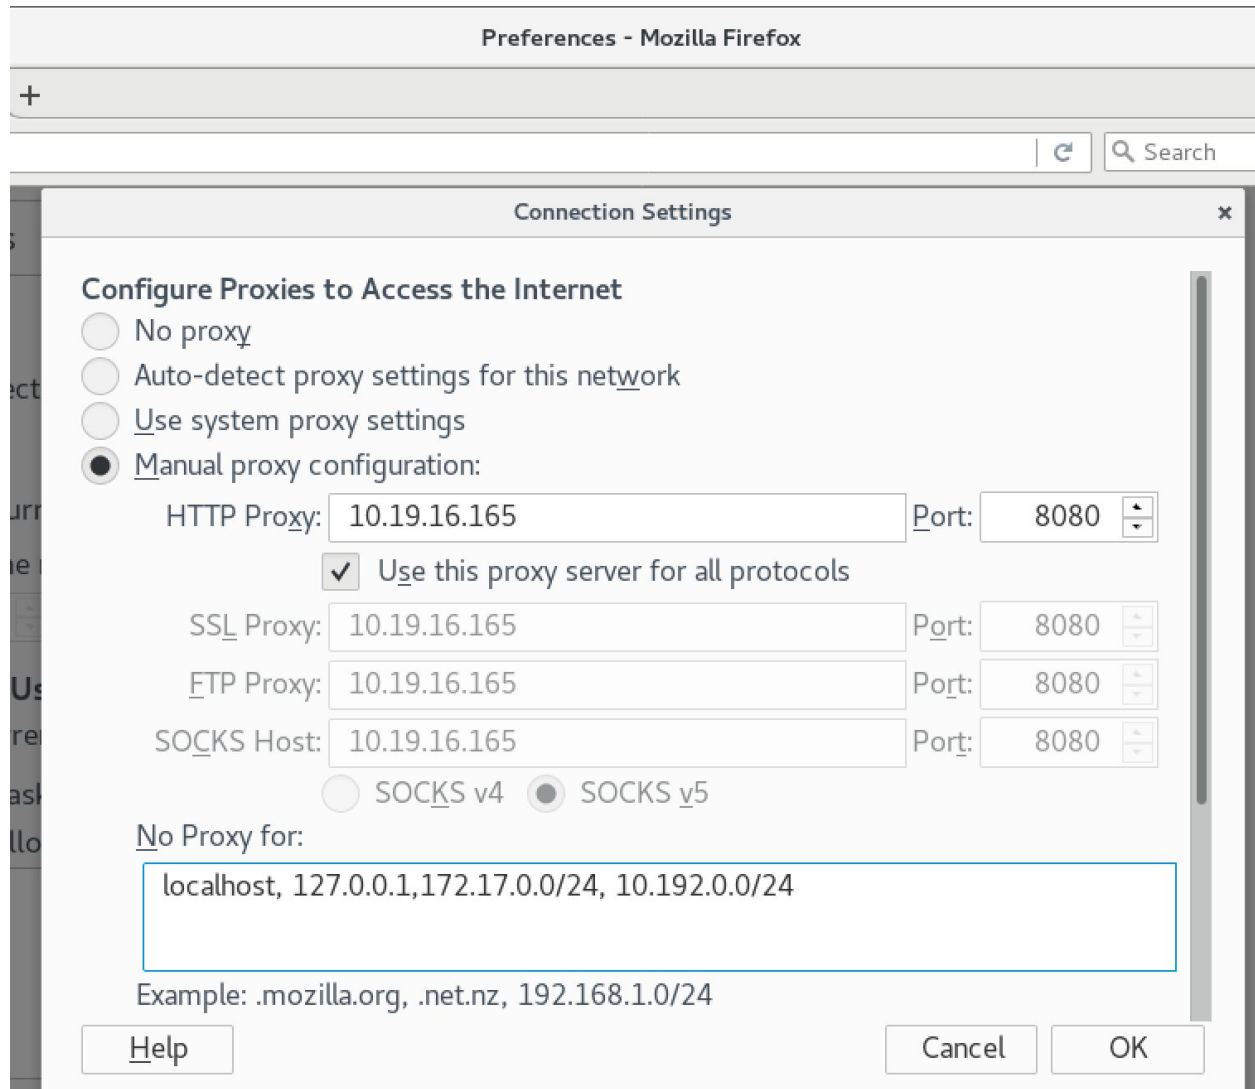 Preferences - Mozilla Firefox
+
Search
Connection Settings
Configure Proxies to Access the Internet
No proxy
Auto-detect proxy settings for this network
Use system proxy settings
Manual proxy configuration:
HTTP Proxy: 10.19.16.165 Port: 8080
Use this proxy server for all protocols
SSL Proxy: 10.19.16.165 Port: 8080
FTP Proxy: 10.19.16.165 Port: 8080
SOCKS Host: 10.19.16.165 Port: 8080
SOCKS v4 SOCKS v5
No Proxy for:
localhost, 127.0.0.1,172.17.0.0/24, 10.192.0.0/24
Example: .mozilla.org, .net.nz, 192.168.1.0/24
Help Cancel OK